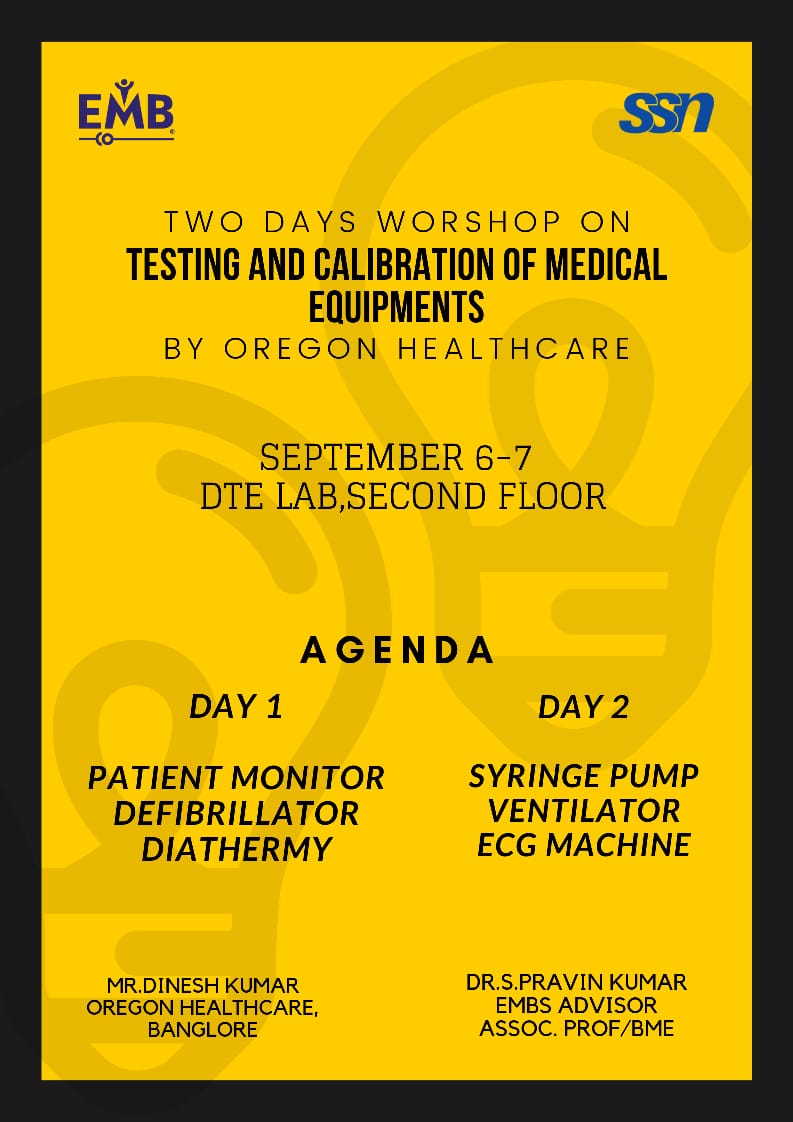 EMB
ssn
TWO DAYS WORSHOP ON
TESTING AND CALIBRATION OF MEDICAL
EQUIPMENTS
BY OREGON HEALTHCARE
SEPTEMBER 6-7
DTE LAB,SECOND FLOOR
AGENDA
DAY 1
PATIENT MONITOR
DEFIBRILLATOR
DIATHERMY
DAY 2
SYRINGE PUMP
VENTILATOR
ECG MACHINE
MR.DINESH KUMAR
OREGON HEALTHCARE,
BANGLORE
DR.S.PRAVIN KUMAR
EMBS ADVISOR
ASSOC. PROF/BME